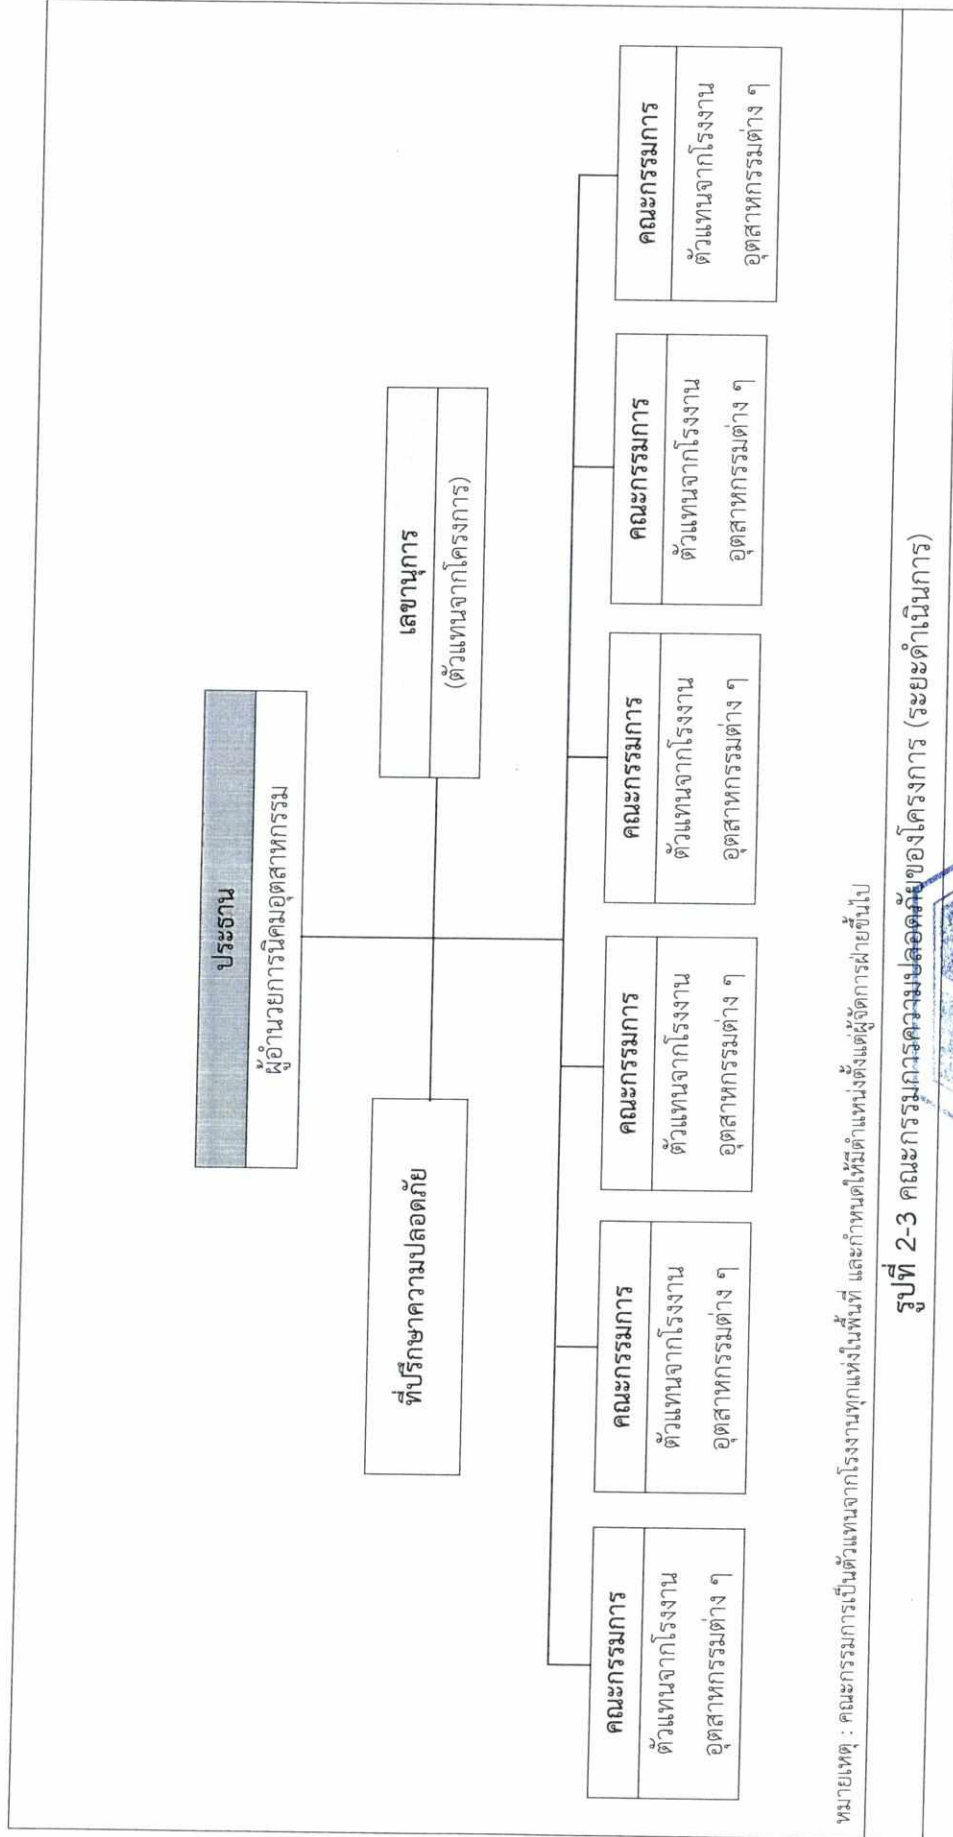 ประธาน
ผู้อำนวยการนิคมอุตสาหกรรม
ที่ปรึกษาความปลอดภัย
เลขานุการ
(ตัวแทนจากโครงการ)
คณะกรรมการ
ตัวแทนจากโรงงาน
อุตสาหกรรมต่าง ๆ
คณะกรรมการ
ตัวแทนจากโรงงาน
อุตสาหกรรมต่าง ๆ
คณะกรรมการ
ตัวแทนจากโรงงาน
อุตสาหกรรมต่าง ๆ
คณะกรรมการ
ตัวแทนจากโรงงาน
อุตสาหกรรมต่าง ๆ
คณะกรรมการ
ตัวแทนจากโรงงาน
อุตสาหกรรมต่าง ๆ
คณะกรรมการ
ตัวแทนจากโรงงาน
อุตสาหกรรมต่าง ๆ
หมายเหตุ : คณะกรรมการเป็นตัวแทนจากโรงงานทุกแห่งในพื้นที่ และกำหนดให้มีตำแหน่งตั้งแต่ผู้จัดการฝ่ายขึ้นไป
รูปที่ 2-3 คณะกรรมการความปลอดภัยของโครงการ (ระยะดำเนินการ)